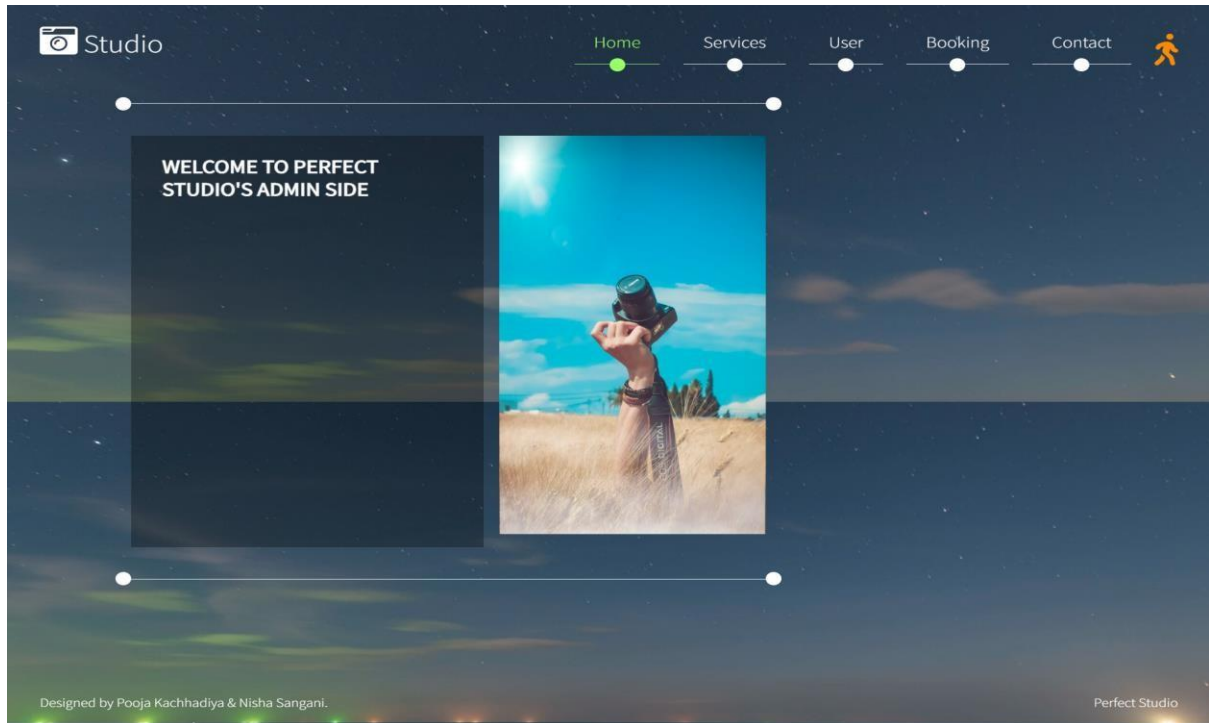 Studio
Home Services User Booking Contact
WELCOME TO PERFECT
STUDIO'S ADMIN SIDE
DIGITAL
Designed by Pooja Kachhadiya & Nisha Sangani.
Perfect Studio